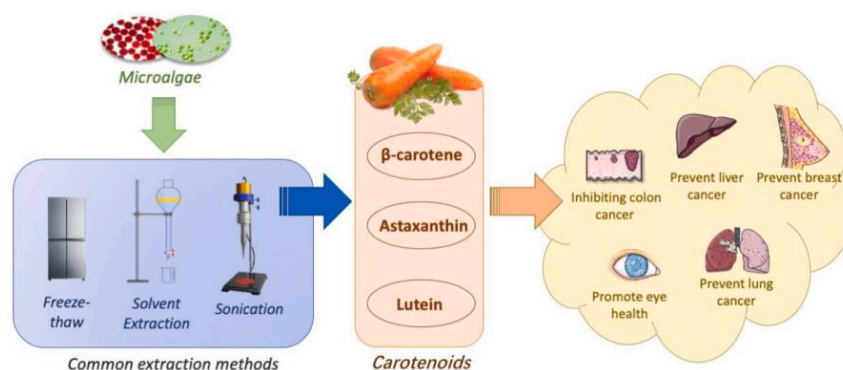 Microalgae
Freeze-
thaw
Solvent
Extraction
Sonication
Common extraction methods
β-carotene
Astaxanthin
Lutein
Carotenoids
Inhibiting colon
cancer
Prevent liver
cancer
Prevent breast
cancer
Promote eye
health
Prevent lung
cancer